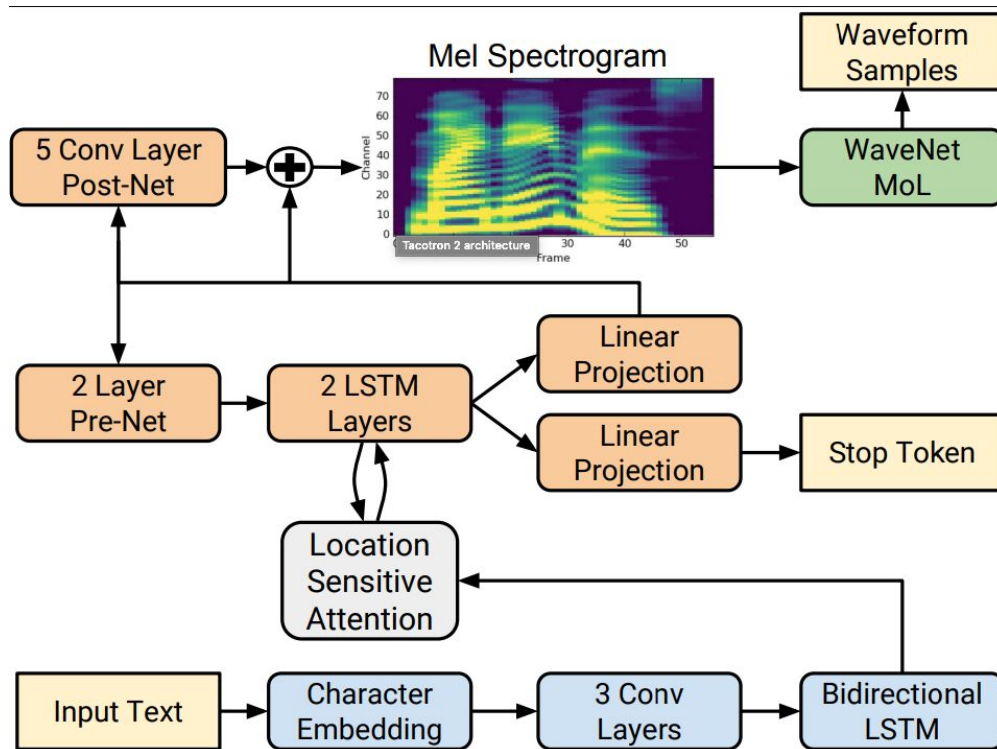 Mel Spectrogram
Waveform
Samples
5 Conv Layer
Post-Net
WaveNet
MoL
Channel
70
60
50
40
30
20
10
0
30
40
50
Tacotron 2 architecture
Frame
Linear
Projection
2 Layer
Pre-Net
2 LSTM
Layers
Linear
Projection
Stop Token
Location
Sensitive
Attention
Input Text
Character
Embedding
3 Conv
Layers
Bidirectional
LSTM